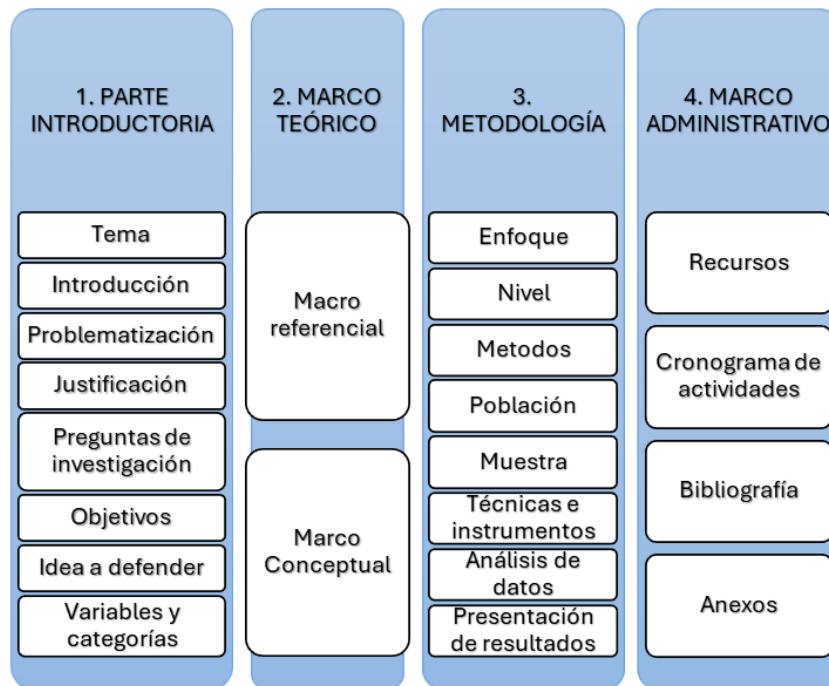 1. PARTE
INTRODUCTORIA
Tema
Introducción
Problematización
Justificación
Preguntas de
investigación
Objetivos
Idea a defender
Variables y
categorías
2. MARCO
TEÓRICO
Macro
referencial
Marco
Conceptual
3.
METODOLOGÍA
Enfoque
Nivel
Metodos
Población
Muestra
Técnicas e
instrumentos
Análisis de
datos
Presentación
de resultados
4. MARCO
ADMINISTRATIVO
Recursos
Cronograma de
actividades
Bibliografía
Anexos